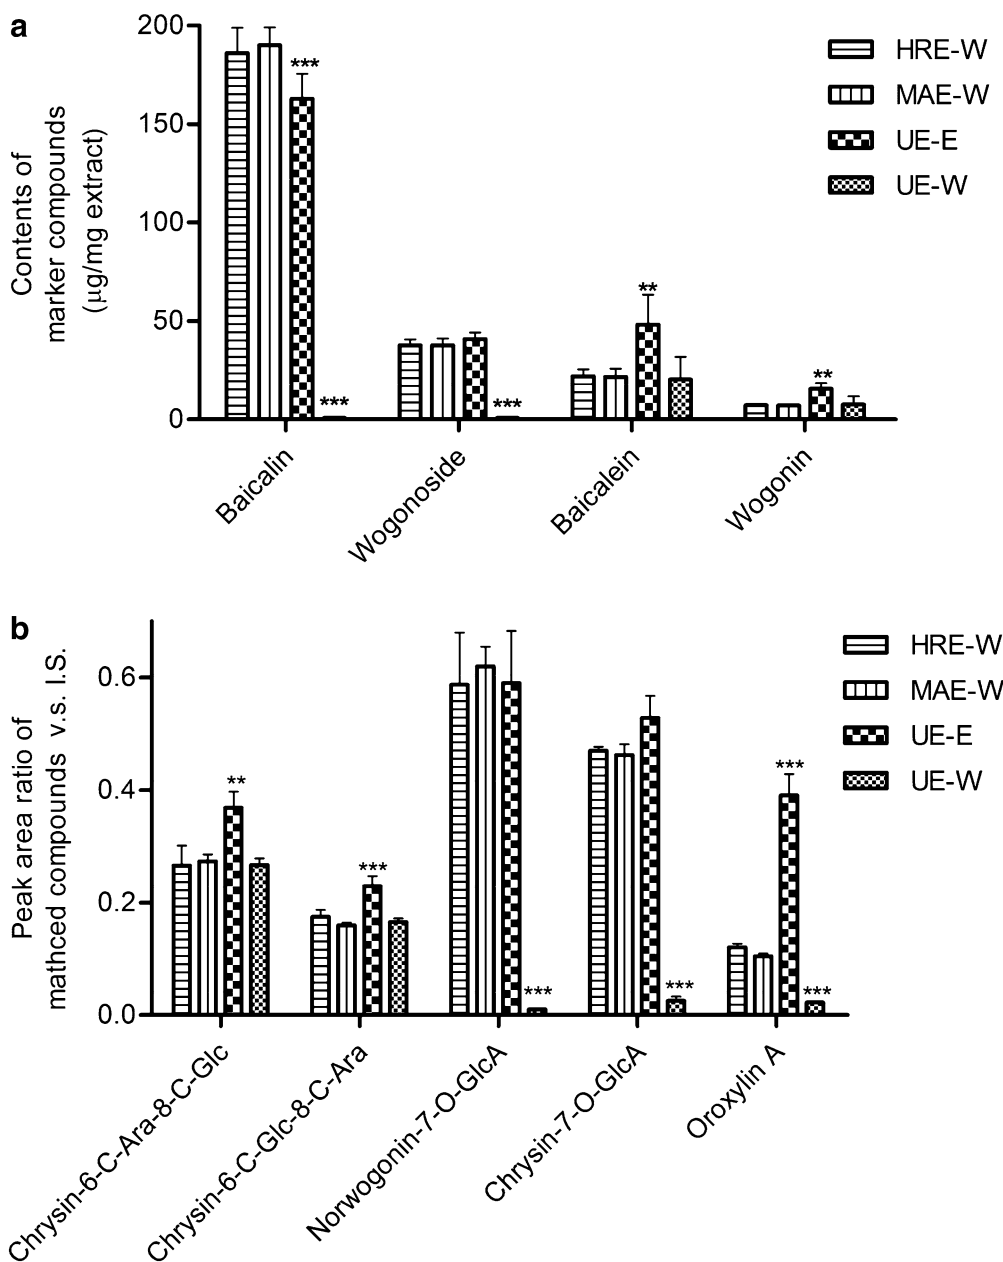 a
Contents of
marker compounds
(μg/mg extract)
200
150
100
50
0
***
***
***
**
**
Baicalin
Wogonoside
Baicalein
Wogonin
HRE-W
MAE-W
UE-E
UE-W
b
Peak area ratio of
mathced compounds v.s. I.S.
0.6
0.4
0.2
0.0
**
***
***
***
***
***
Chrysin-6-C-Ara-8-C-Glc
Chrysin-6-C-Glc-8-C-Ara
Norwogonin-7-O-GlcA
Chrysin-7-O-GlcA
Oroxylin A
HRE-W
MAE-W
UE-E
UE-W